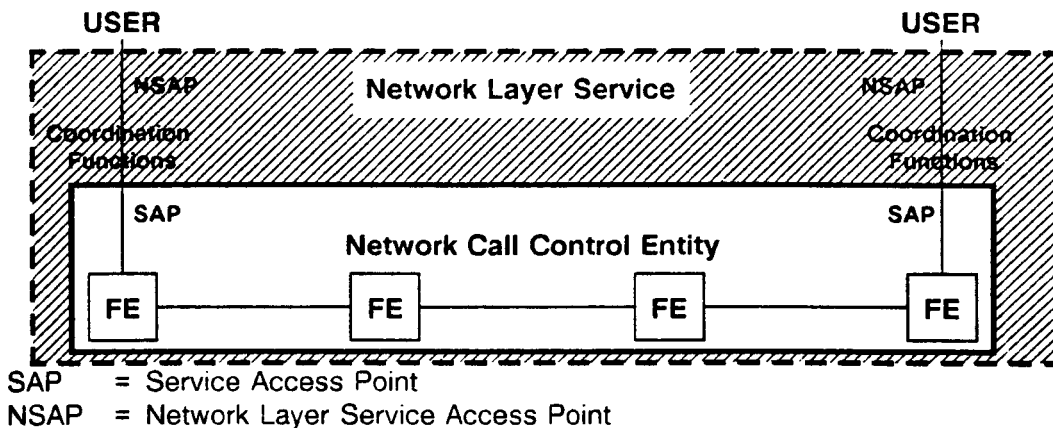 USER USER
NSAP Network Layer Service NSAP
Coordination Coordination
Functions Functions
SAP SAP
Network Call Control Entity
FE FE FE FE
SAP = Service Access Point
NSAP = Network Layer Service Access Point